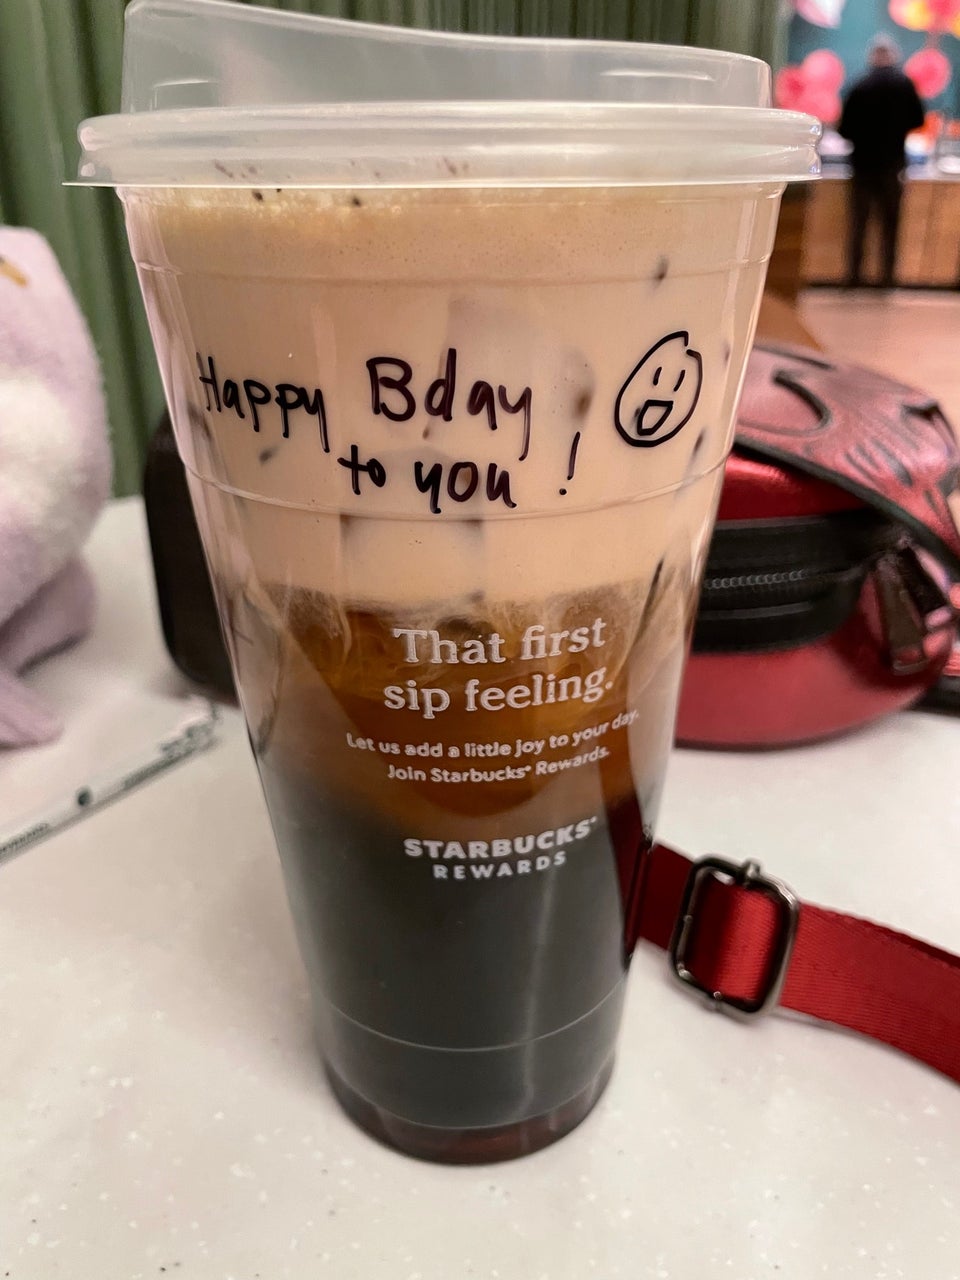 Happy Bday
to you !
That first
sip feeling.
Let us add a little joy to your day.
Join Starbucks® Rewards.
STARBUCKS®
REWARDS